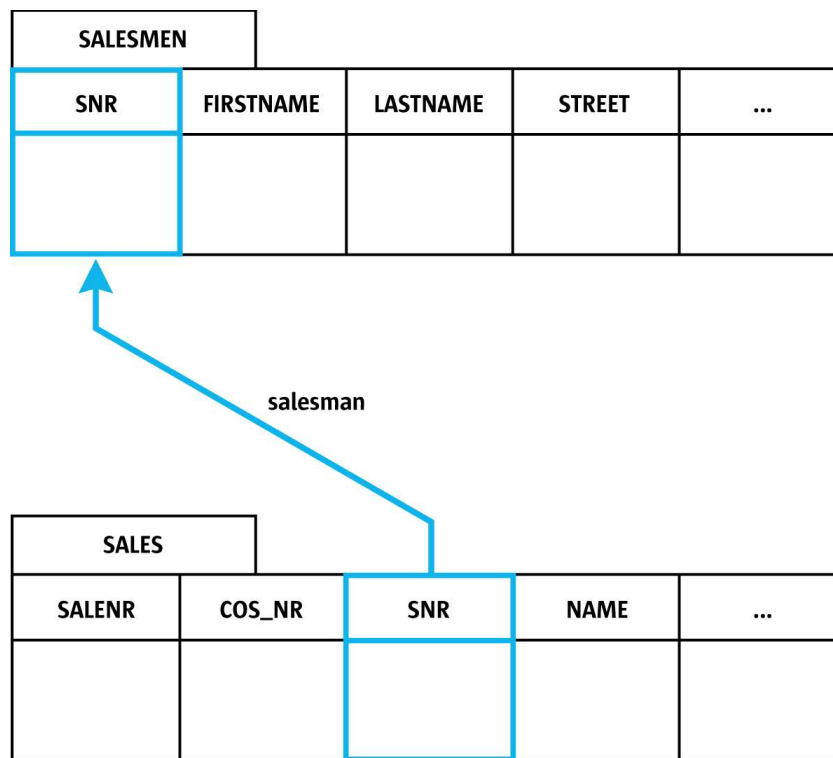 SALESMEN
SNR FIRSTNAME LASTNAME STREET ...
salesman
SALES
SALENR COS_NR SNR NAME ...